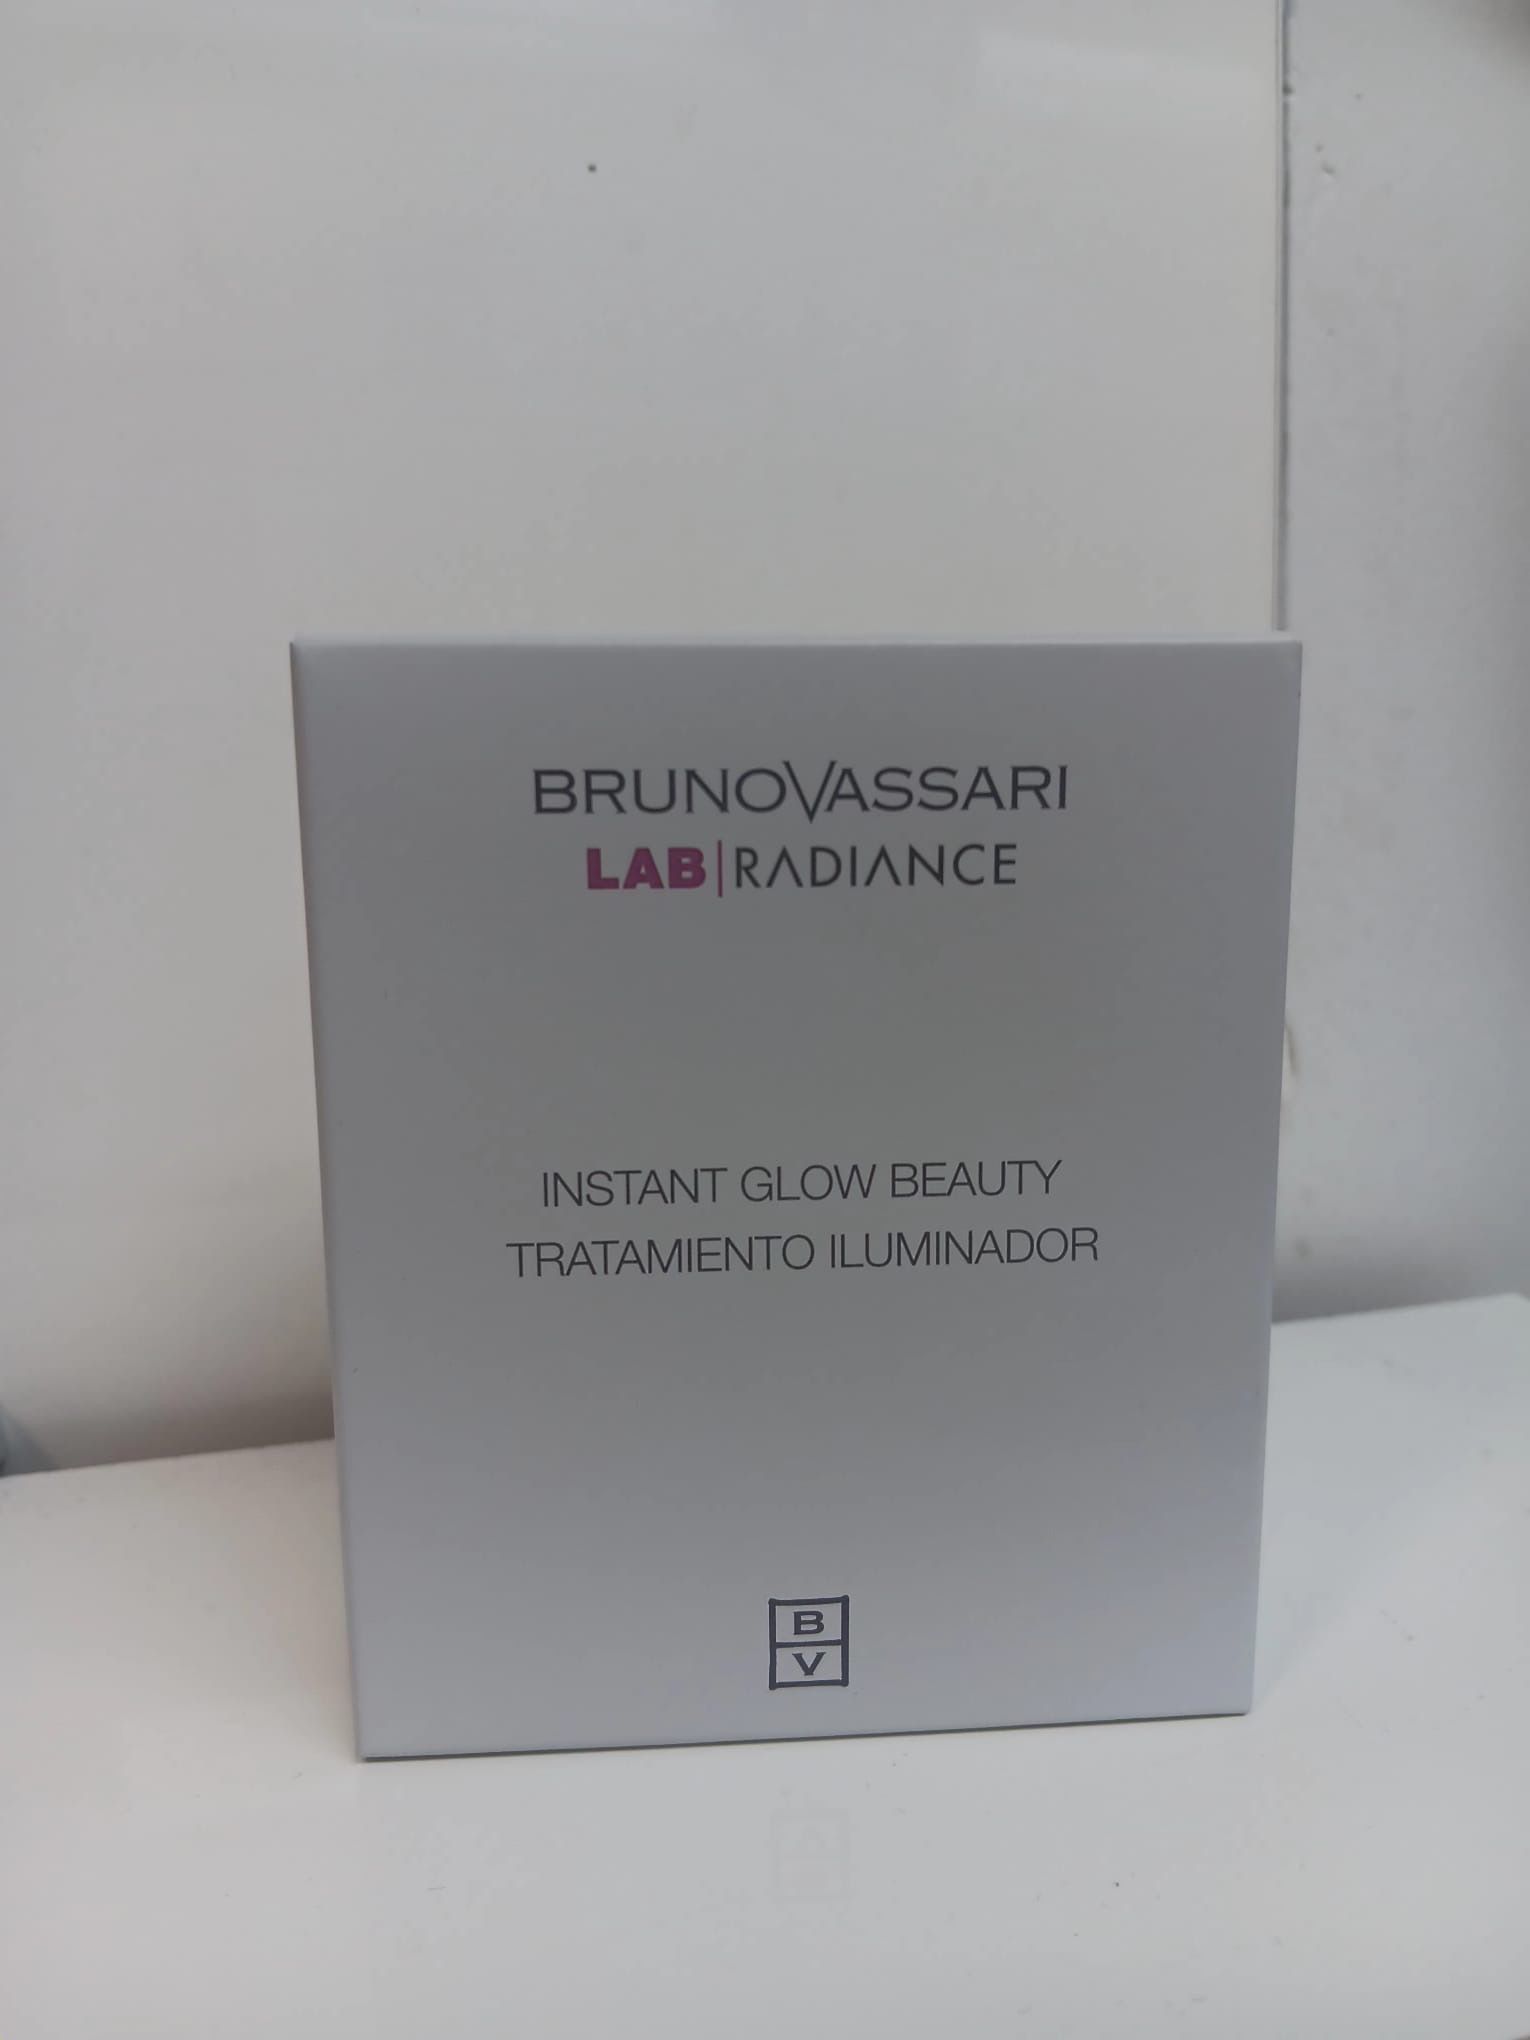 BRUNOVASSARI
LAB|RADIANCE
INSTANT GLOW BEAUTY
TRATAMIENTO ILUMINADOR
B
V